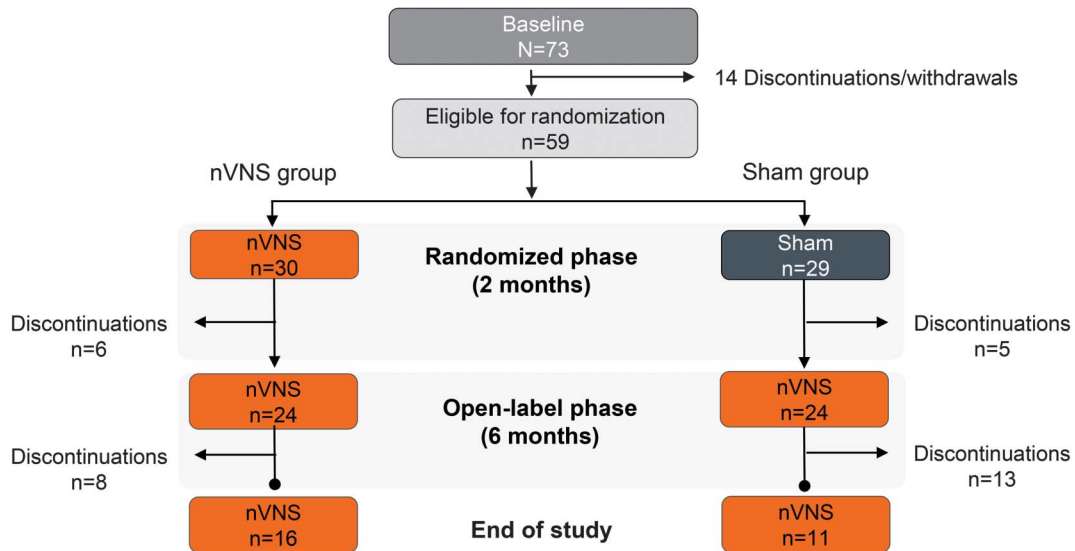 Baseline
N=73
14 Discontinuations/withdrawals
Eligible for randomization
n=59
nVNS group
Sham group
nVNS
n=30
Randomized phase
(2 months)
Sham
n=29
Discontinuations
n=6
Discontinuations
n=5
nVNS
n=24
Open-label phase
(6 months)
nVNS
n=24
Discontinuations
n=8
Discontinuations
n=13
nVNS
n=16
End of study
nVNS
n=11